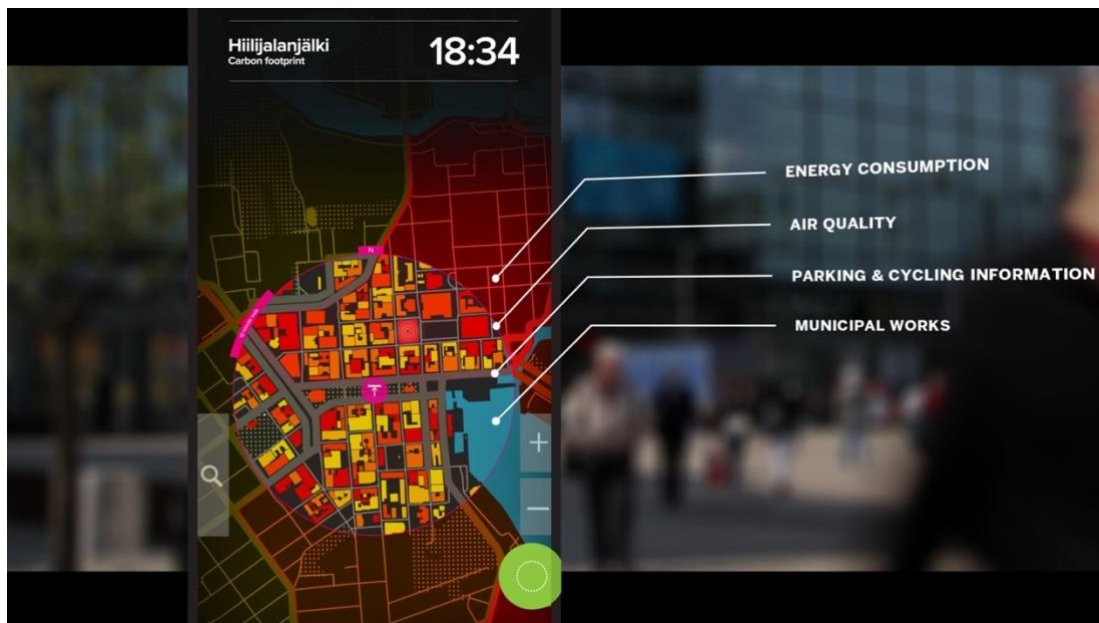 Hiilijalanjälki
Carbon footprint
18:34
ENERGY CONSUMPTION
AIR QUALITY
PARKING & CYCLING INFORMATION
MUNICIPAL WORKS
N
+
−